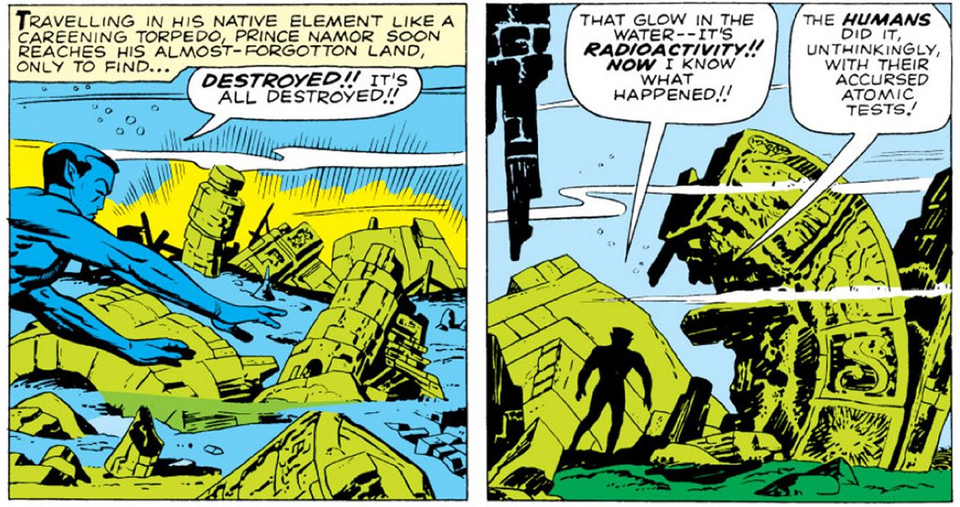 TRAVELLING IN HIS NATIVE ELEMENT LIKE A
CAREENING TORPEDO, PRINCE NAMOR SOON
REACHES HIS ALMOST-FORGOTTON LAND,
ONLY TO FIND...
DESTROYED!! IT'S
ALL DESTROYED!!
THAT GLOW IN THE
WATER--IT'S
RADIOACTIVITY!!
NOW I KNOW
WHAT
HAPPENED!!
THE HUMANS
DID IT,
UNTHINKINGLY,
WITH THEIR
ACCURSED
ATOMIC
TESTS!
S